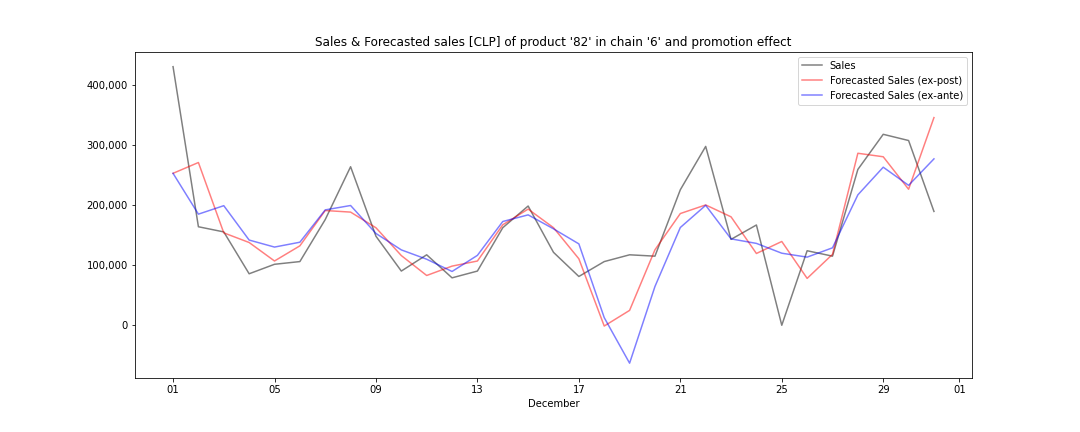 Sales & Forecasted sales [CLP] of product '82' in chain '6' and promotion effect
Sales
Forecasted Sales (ex-post)
Forecasted Sales (ex-ante)
400,000
300,000
200,000
100,000
0
01 05 09 13 17 21 25 29 01
December